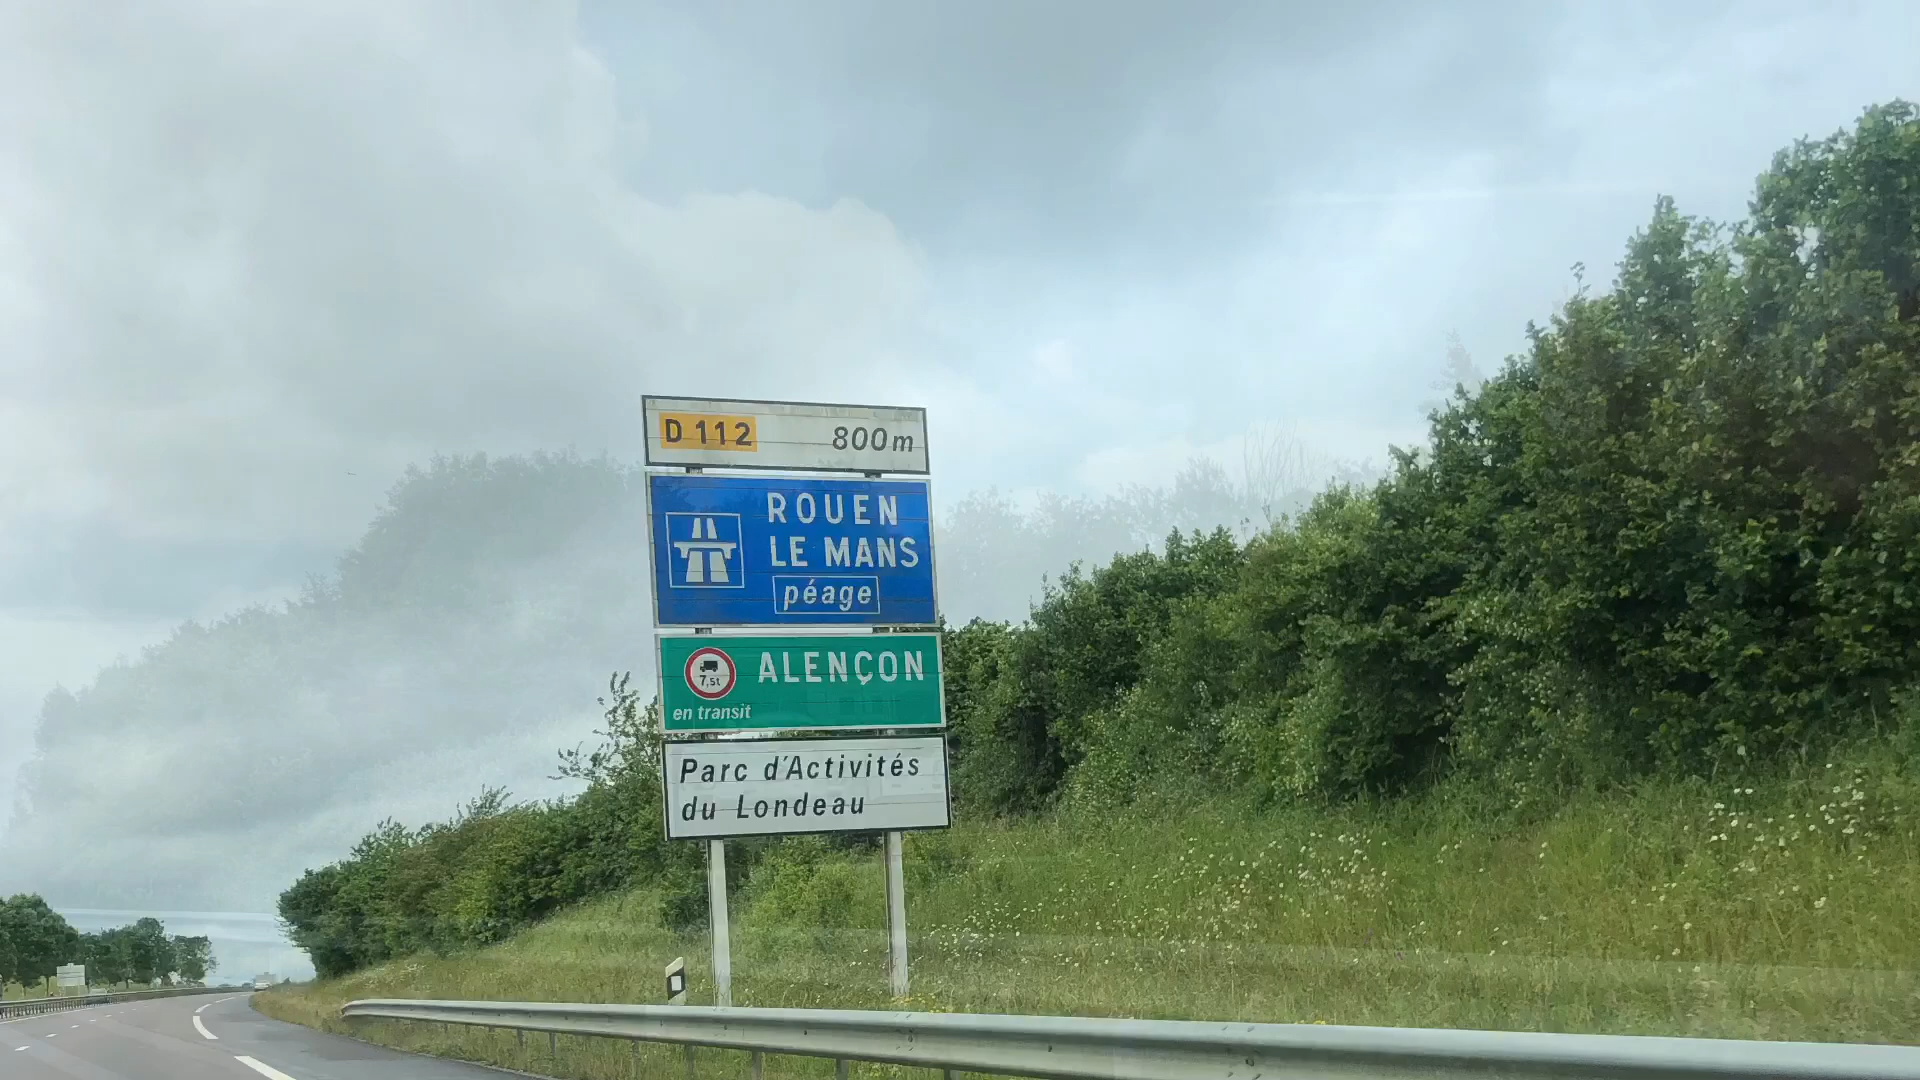 D 112 800m
ROUEN
LE MANS
péage
7,5t ALENÇON
en transit
Parc d'Activités
du Londeau